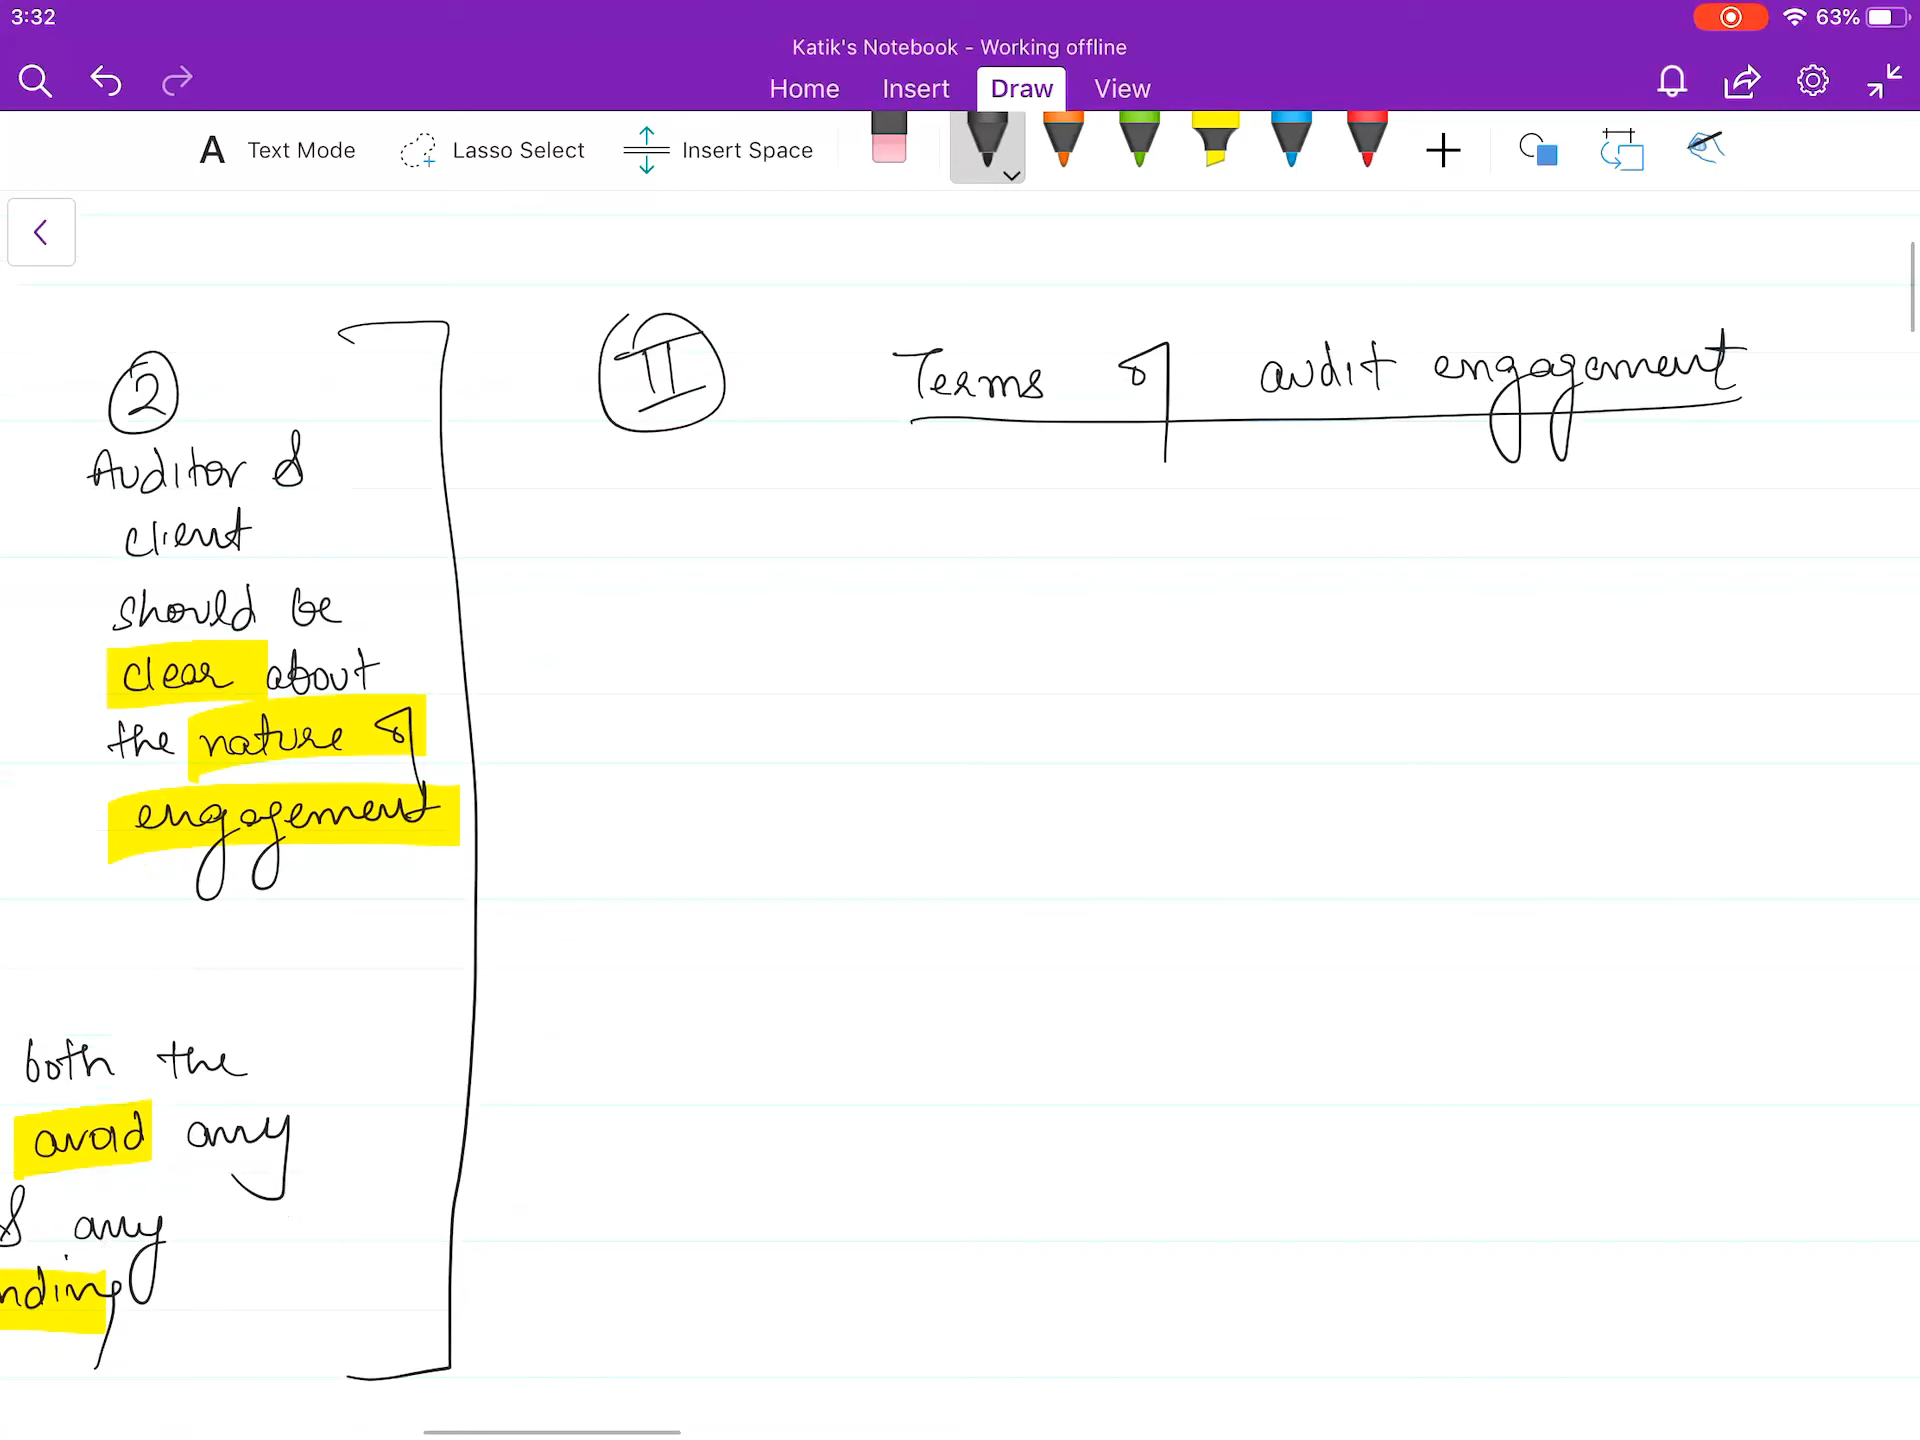 3:32
63%
Katik's Notebook - Working offline
Home Insert Draw View
A Text Mode Lasso Select Insert Space
2
Auditor &
client
should be
clear about
the nature of
engagement
both the
avoid any
& any
nding
II Terms of audit engagement